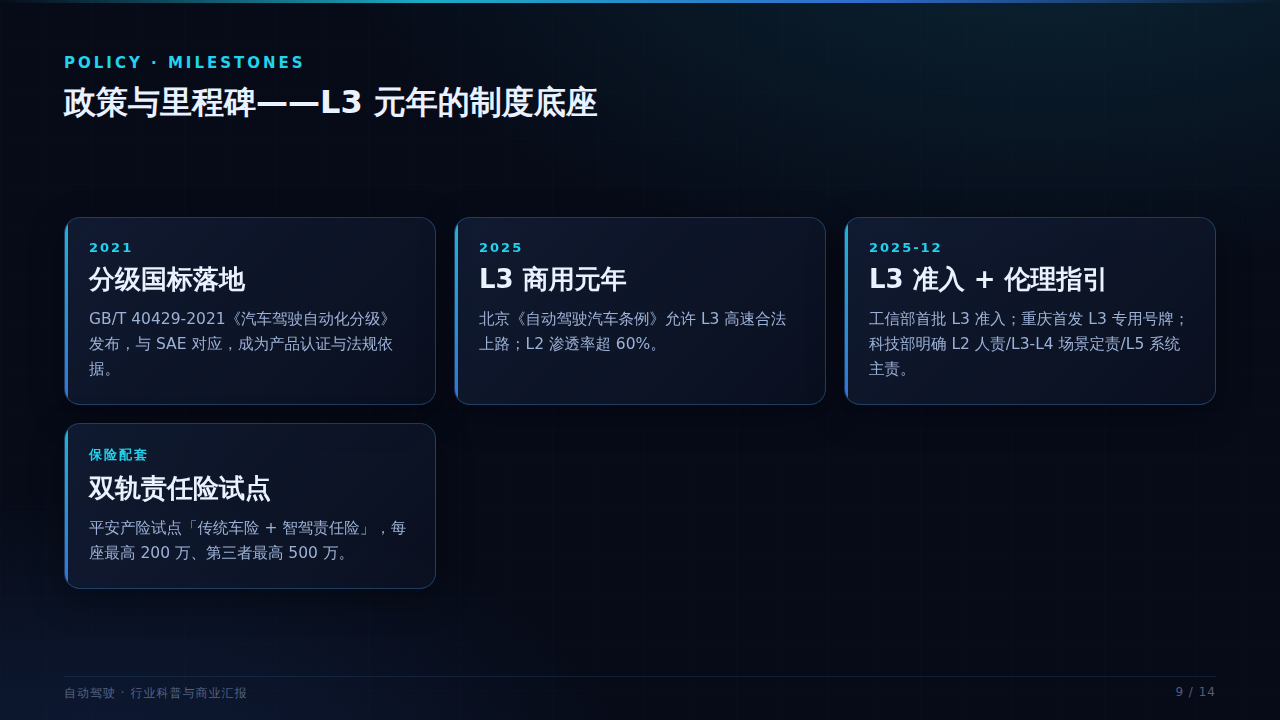 POLICY · MILESTONES
政策与里程碑——L3 元年的制度底座
2021
分级国标落地
GB/T 40429-2021《汽车驾驶自动化分级》
发布，与 SAE 对应，成为产品认证与法规依
据。
2025
L3 商用元年
北京《自动驾驶汽车条例》允许 L3 高速合法
上路；L2 渗透率超 60%。
2025-12
L3 准入 + 伦理指引
工信部首批 L3 准入；重庆首发 L3 专用号牌；
科技部明确 L2 人责/L3-L4 场景定责/L5 系统
主责。
保险配套
双轨责任险试点
平安产险试点「传统车险 + 智驾责任险」，每
座最高 200 万、第三者最高 500 万。
自动驾驶 · 行业科普与商业汇报
9 / 14